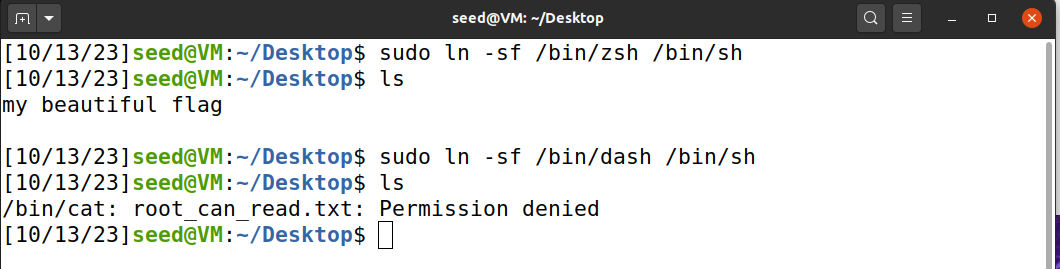 seed@VM: ~/Desktop
[10/13/23]seed@VM:~/Desktop$ sudo ln -sf /bin/zsh /bin/sh
[10/13/23]seed@VM:~/Desktop$ ls
my beautiful flag
[10/13/23]seed@VM:~/Desktop$ sudo ln -sf /bin/dash /bin/sh
[10/13/23]seed@VM:~/Desktop$ ls
/bin/cat: root_can_read.txt: Permission denied
[10/13/23]seed@VM:~/Desktop$